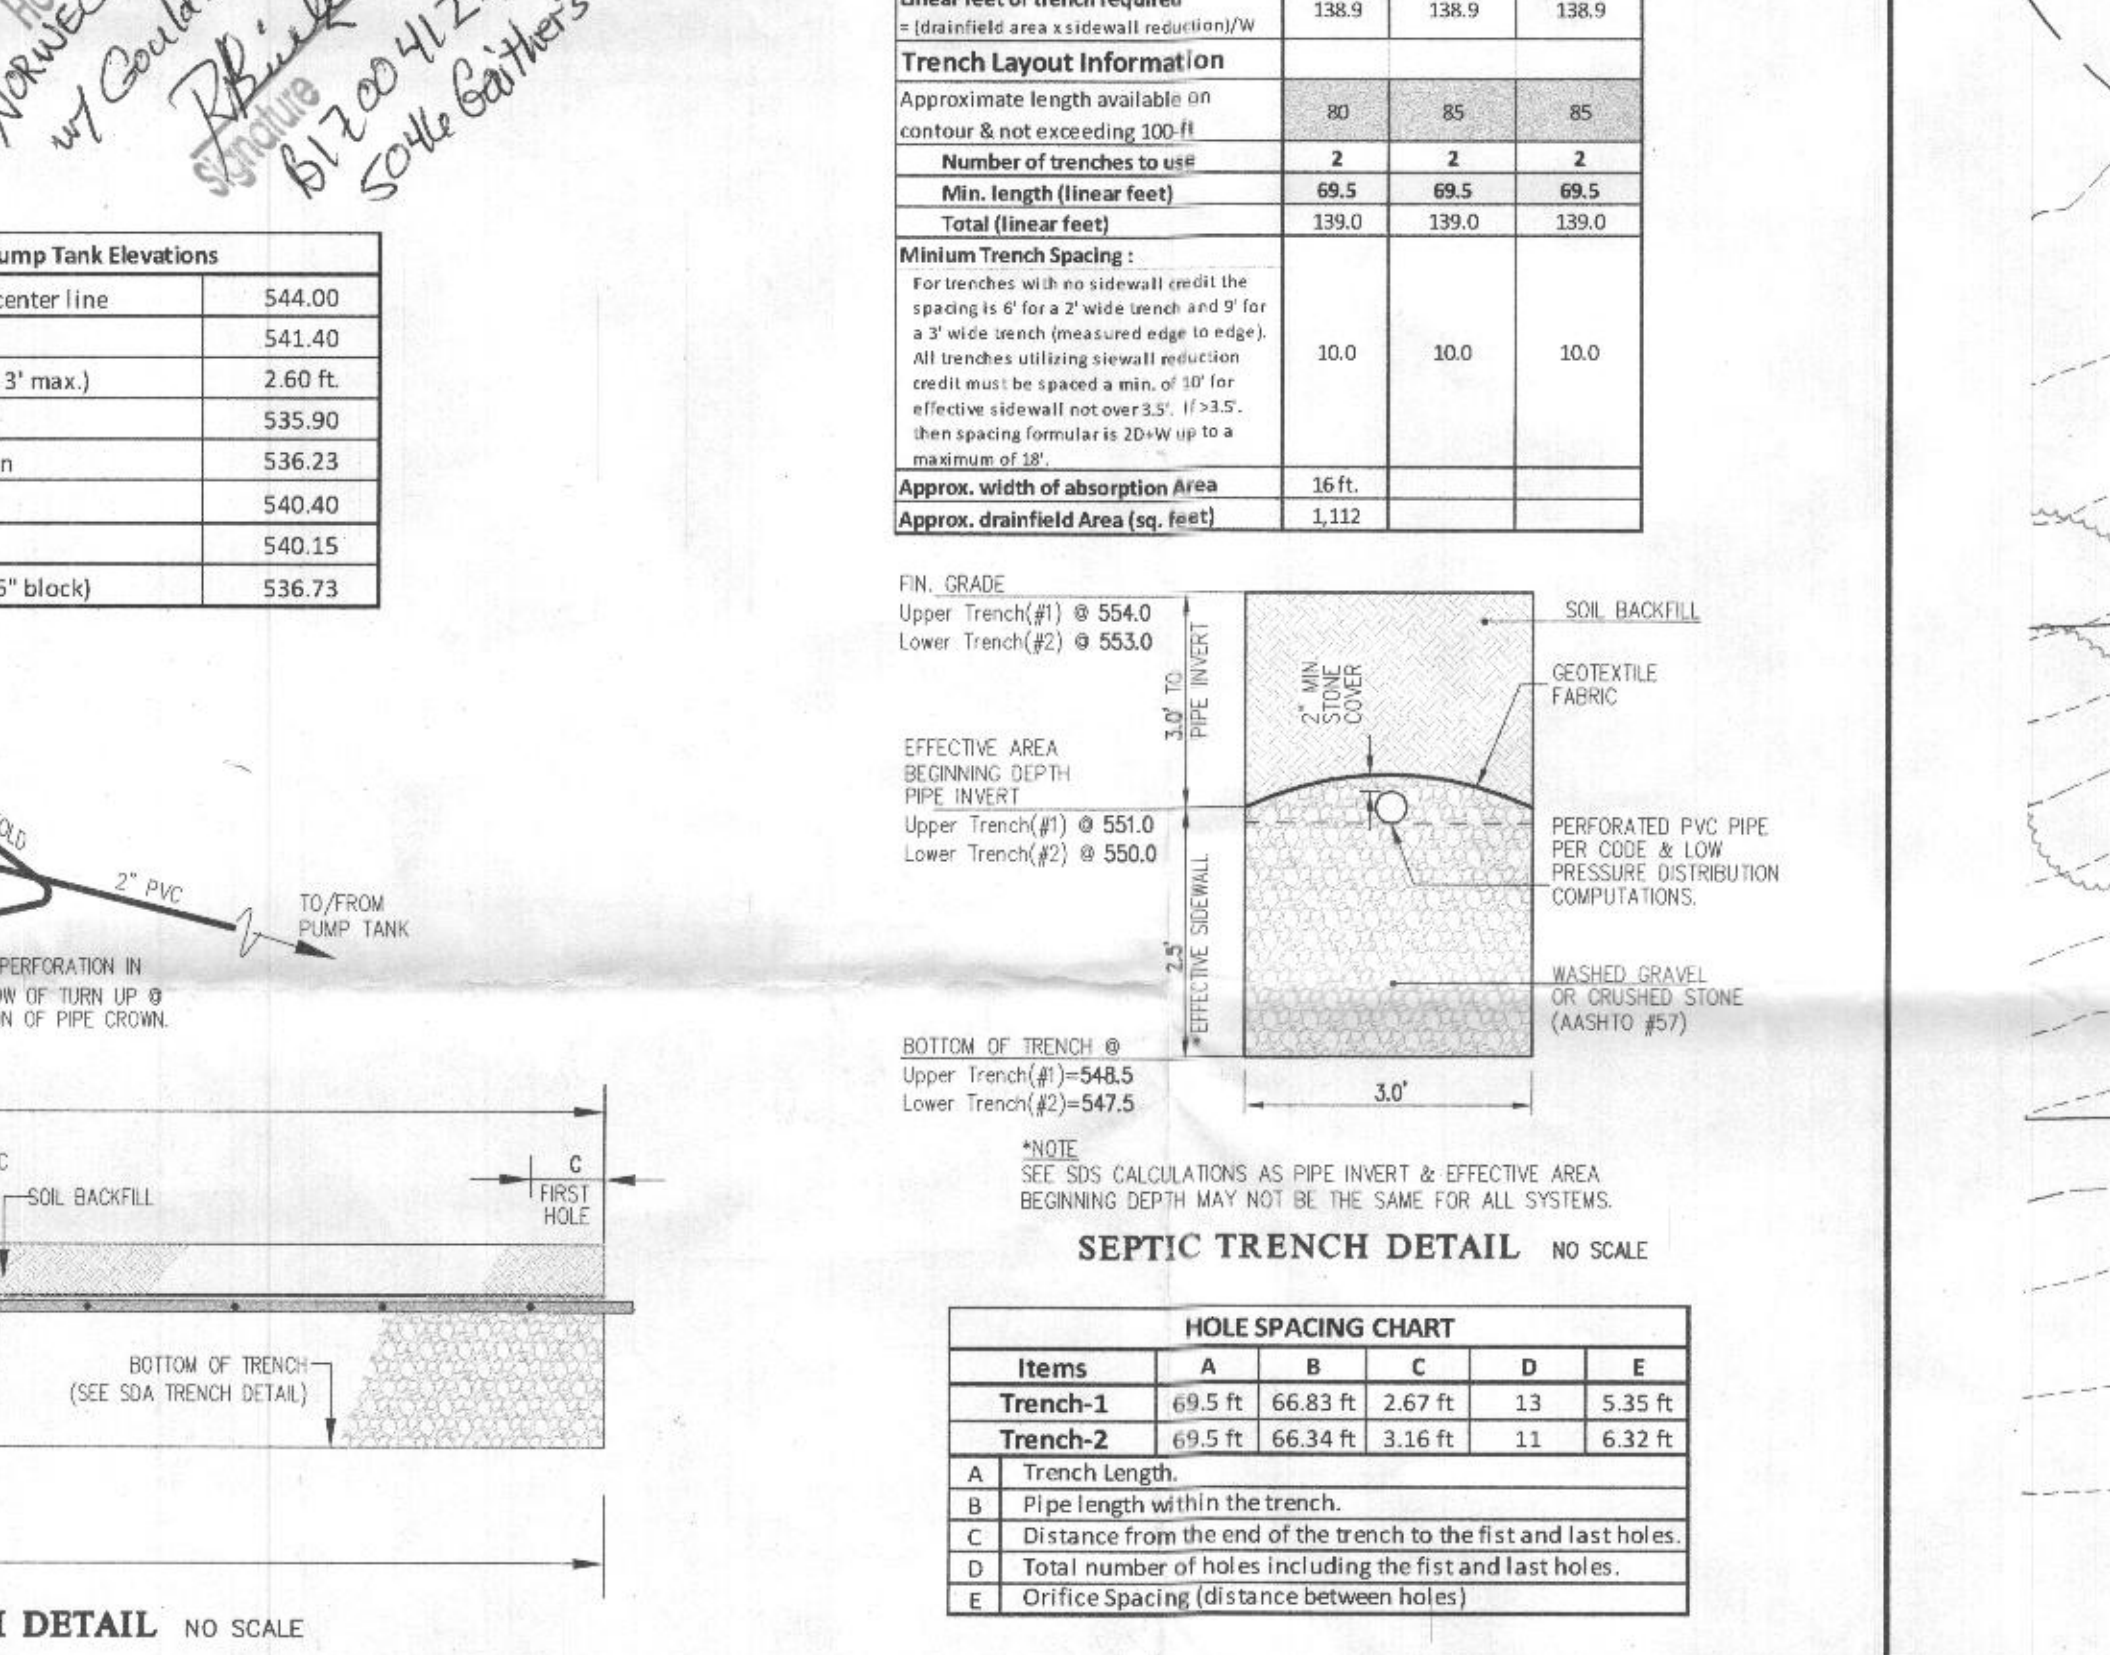 NORWEC
w/ Gould
RBiul
signature
B1200412
5046 Gaithers
Linear feet of trench required 138.9 138.9 138.9
= (drainfield area x sidewall reduction)/W
Trench Layout Information
Approximate length available on
contour & not exceeding 100-ft 80 85 85
Number of trenches to use 2 2 2
Min. length (linear feet) 69.5 69.5 69.5
Total (linear feet) 139.0 139.0 139.0
Minium Trench Spacing :
For trenches with no sidewall credit the
spacing is 6' for a 2' wide trench and 9' for
a 3' wide trench (measured edge to edge).
All trenches utilizing siewall reduction 10.0 10.0 10.0
credit must be spaced a min. of 10' for
effective sidewall not over 3.5'. If >3.5'.
then spacing formular is 2D+W up to a
maximum of 18'.
Approx. width of absorption Area 16 ft.
Approx. drainfield Area (sq. feet) 1,112
ump Tank Elevations
center line 544.00
541.40
3' max.) 2.60 ft.
535.90
n 536.23
540.40
540.15
6" block) 536.73
FIN. GRADE
Upper Trench(#1) @ 554.0
Lower Trench(#2) @ 553.0
3.0' TO
PIPE INVERT
2" MIN
STONE
COVER
SOIL BACKFILL
GEOTEXTILE
FABRIC
EFFECTIVE AREA
BEGINNING DEPTH
PIPE INVERT
Upper Trench(#1) @ 551.0
Lower Trench(#2) @ 550.0
PERFORATED PVC PIPE
PER CODE & LOW
PRESSURE DISTRIBUTION
COMPUTATIONS.
2.5'
*EFFECTIVE SIDEWALL
WASHED GRAVEL
OR CRUSHED STONE
(AASHTO #57)
BOTTOM OF TRENCH @
Upper Trench(#1)=548.5
Lower Trench(#2)=547.5
3.0'
*NOTE
SEE SDS CALCULATIONS AS PIPE INVERT & EFFECTIVE AREA
BEGINNING DEPTH MAY NOT BE THE SAME FOR ALL SYSTEMS.
SEPTIC TRENCH DETAIL NO SCALE
OLD
2" PVC
TO/FROM
PUMP TANK
PERFORATION IN
OW OF TURN UP @
N OF PIPE CROWN.
C
SOIL BACKFILL
C
FIRST
HOLE
BOTTOM OF TRENCH
(SEE SDA TRENCH DETAIL)
DETAIL NO SCALE
HOLE SPACING CHART
Items A B C D E
Trench-1 69.5 ft 66.83 ft 2.67 ft 13 5.35 ft
Trench-2 69.5 ft 66.34 ft 3.16 ft 11 6.32 ft
A Trench Length.
B Pipe length within the trench.
C Distance from the end of the trench to the fist and last holes.
D Total number of holes including the fist and last holes.
E Orifice Spacing (distance between holes)